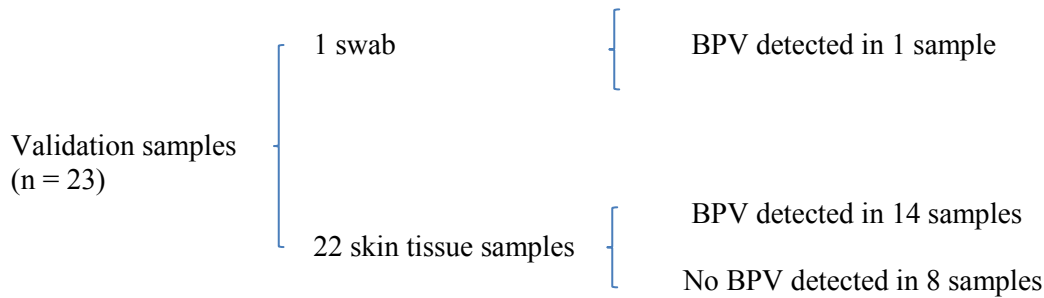 1 swab
BPV detected in 1 sample
Validation samples
(n = 23)
BPV detected in 14 samples
22 skin tissue samples
No BPV detected in 8 samples